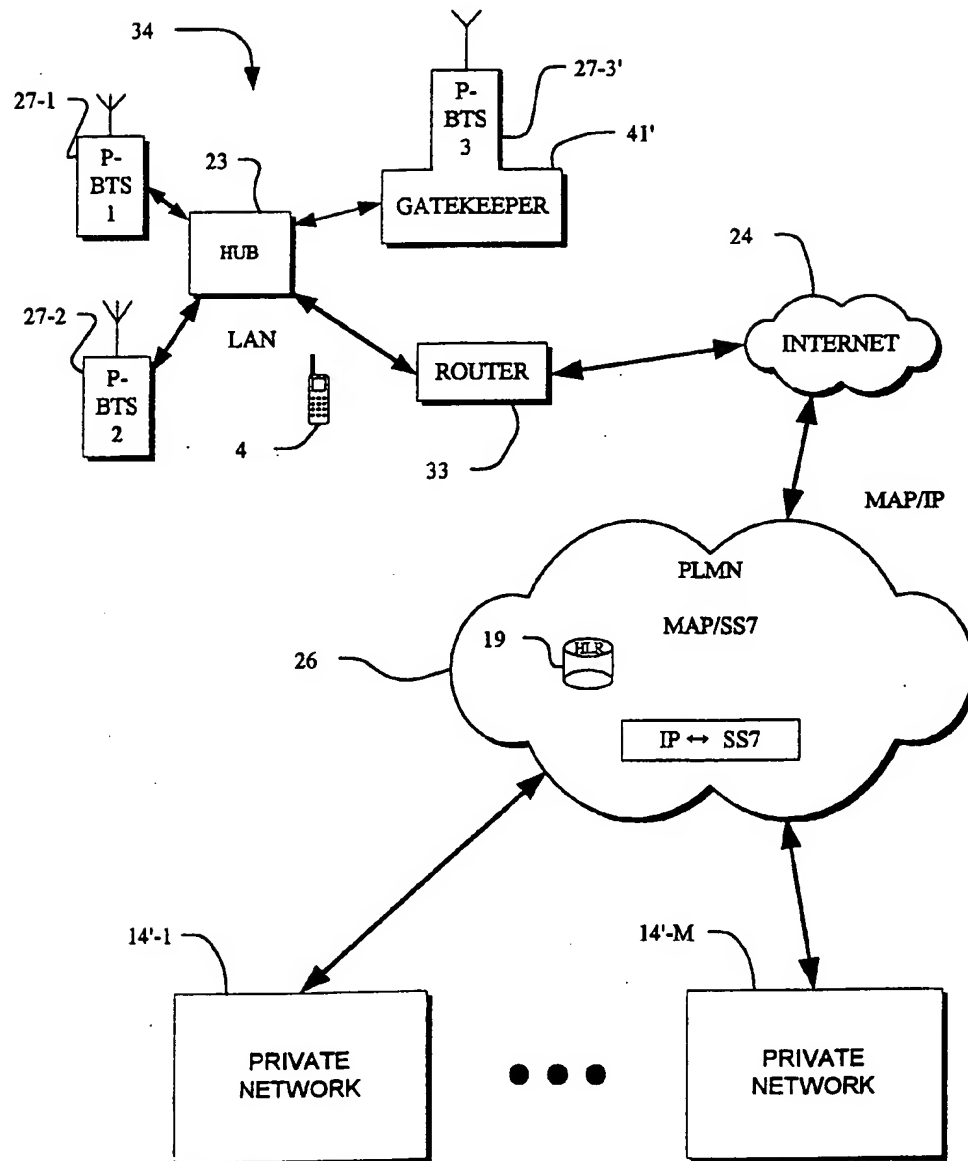 34
27-1
P-
BTS
1
23
HUB
P-
BTS
3
27-3'
41'
GATEKEEPER
24
INTERNET
27-2
P-
BTS
2
LAN
4
ROUTER
33
MAP/IP
PLMN
MAP/SS7
19
HLR
26
IP ↔ SS7
14'-1
14'-M
PRIVATE
NETWORK
PRIVATE
NETWORK